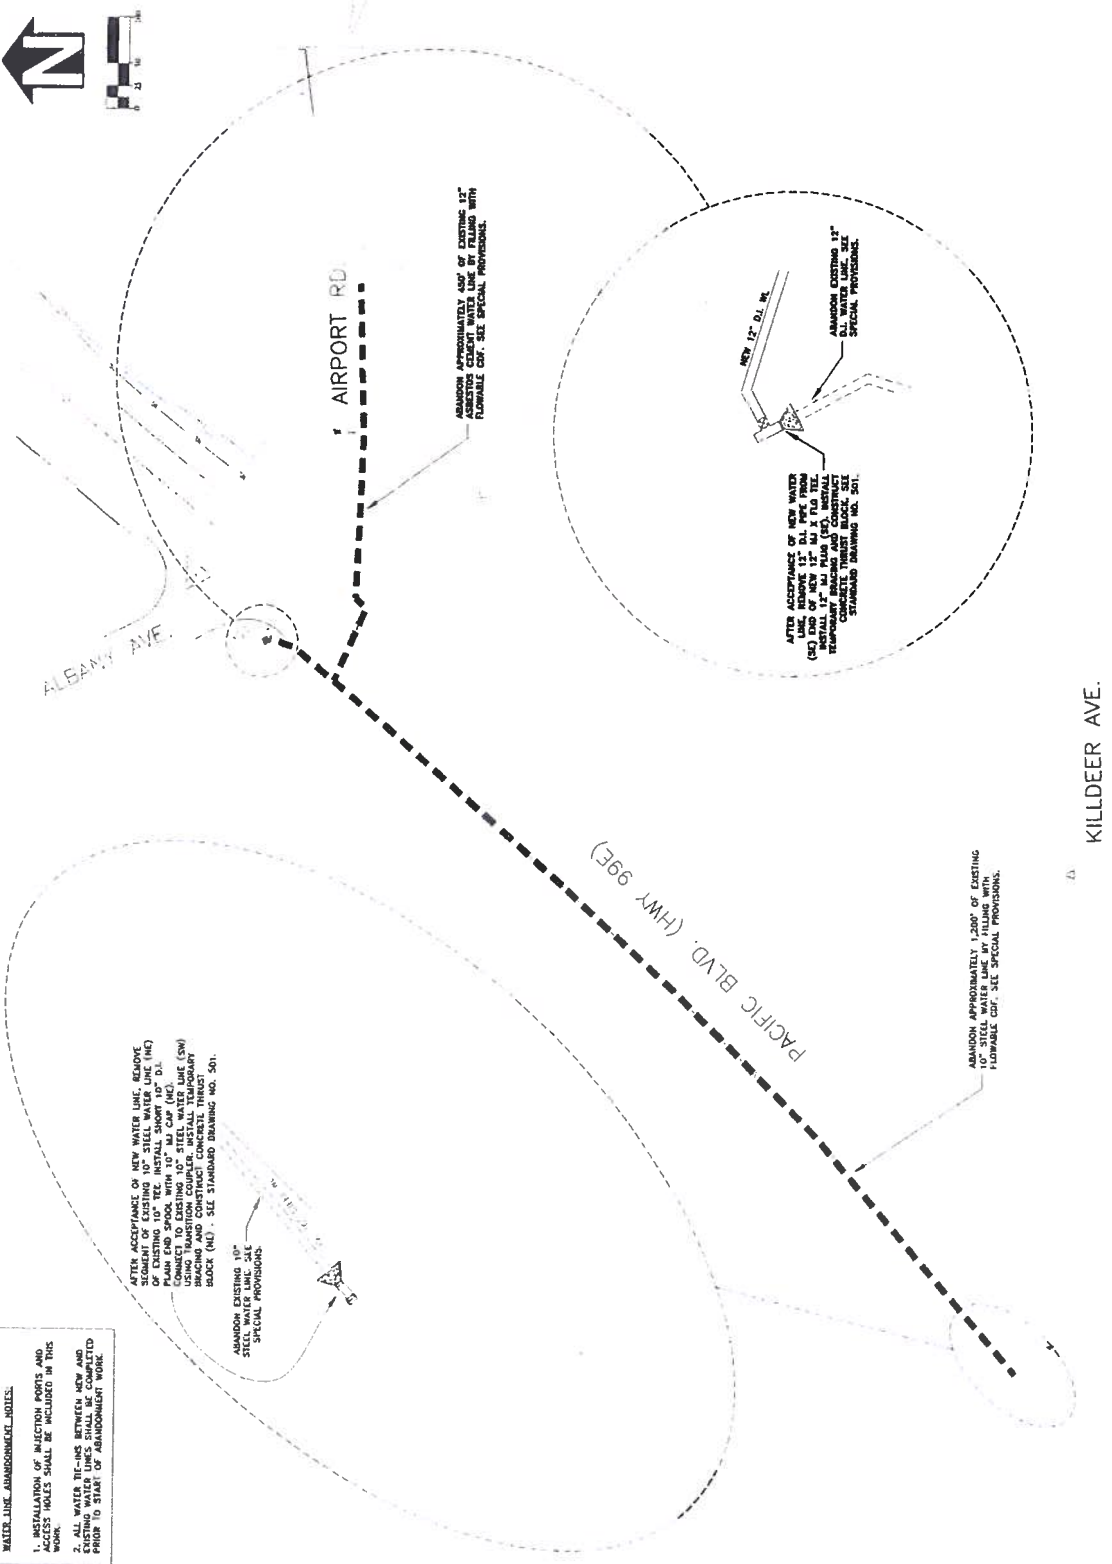 WATER LINE ABANDONMENT NOTES:
1. INSTALLATION OF INJECTION PORTS AND
ACCESS HOLES SHALL BE INCLUDED IN THIS
WORK.
2. ALL WATER TIE-INS BETWEEN NEW AND
EXISTING WATER LINES SHALL BE COMPLETED
PRIOR TO START OF ABANDONMENT WORK.
AFTER ACCEPTANCE OF NEW WATER LINE, REMOVE
SEGMENT OF EXISTING 10" STEEL WATER LINE (NE)
OF EXISTING 10" TEE. INSTALL SHORT 10" D.I.
PLAIN END SPOOL WITH 10" MJ CAP (NE).
CONNECT TO EXISTING 10" STEEL WATER LINE (SW)
USING TRANSITION COUPLER. INSTALL TEMPORARY
BRACING AND CONSTRUCT CONCRETE THRUST
BLOCK (NE) - SEE STANDARD DRAWING NO. 501.
ABANDON EXISTING 10"
STEEL WATER LINE. SEE
SPECIAL PROVISIONS.
ALBANY AVE.
N
0 25 50 100
AIRPORT RD.
ABANDON APPROXIMATELY 450' OF EXISTING 12"
ASBESTOS CEMENT WATER LINE BY FILLING WITH
FLOWABLE CDF. SEE SPECIAL PROVISIONS.
PACIFIC BLVD. (HWY 99E)
NEW 12" D.I. WL
ABANDON EXISTING 12"
D.I. WATER LINE. SEE
SPECIAL PROVISIONS.
AFTER ACCEPTANCE OF NEW WATER
LINE, REMOVE 12" D.I. PIPE FROM
(SE) END OF NEW 12" MJ X FLG TEE.
INSTALL 12" MJ PLUG (SE). INSTALL
TEMPORARY BRACING AND CONSTRUCT
CONCRETE THRUST BLOCK. SEE
STANDARD DRAWING NO. 501.
ABANDON APPROXIMATELY 1,200' OF EXISTING
10" STEEL WATER LINE BY FILLING WITH
FLOWABLE CDF. SEE SPECIAL PROVISIONS.
KILLDEER AVE.